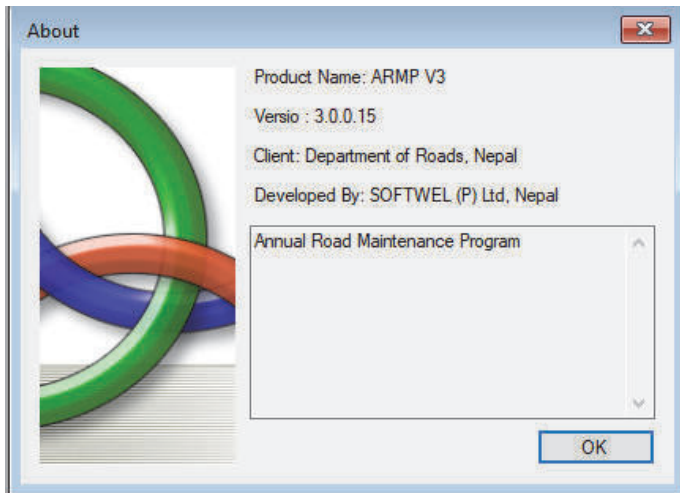 About
Product Name: ARMP V3
Versio : 3.0.0.15
Client: Department of Roads, Nepal
Developed By: SOFTWEL (P) Ltd, Nepal
Annual Road Maintenance Program
OK